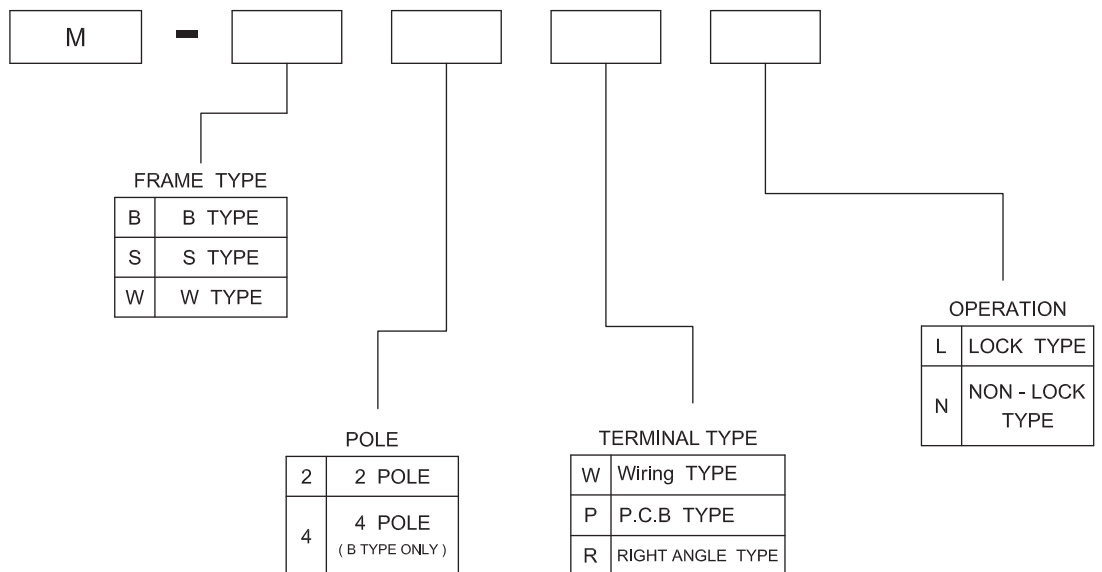 M -
FRAME TYPE
B B TYPE
S S TYPE
W W TYPE
OPERATION
L LOCK TYPE
N NON - LOCK
TYPE
POLE
2 2 POLE
4 4 POLE
( B TYPE ONLY )
TERMINAL TYPE
W Wiring TYPE
P P.C.B TYPE
R RIGHT ANGLE TYPE